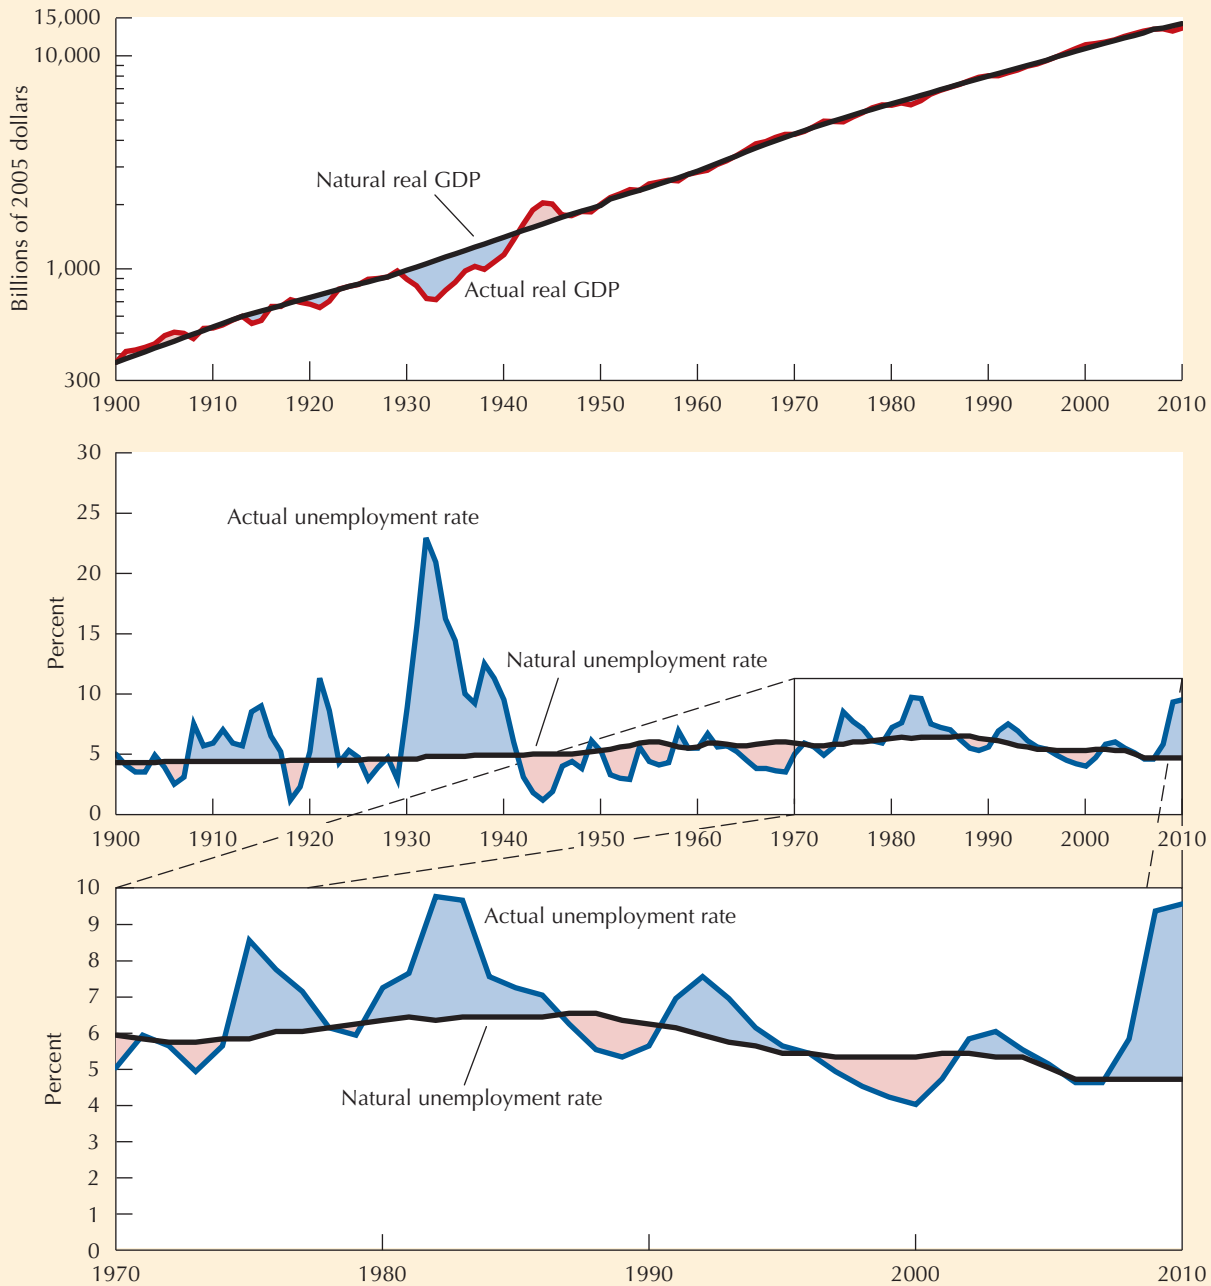 15,000
10,000
Billions of 2005 dollars
Natural real GDP
1,000
Actual real GDP
300
1900 1910 1920 1930 1940 1950 1960 1970 1980 1990 2000 2010
30
25
Actual unemployment rate
20
Percent
15
Natural unemployment rate
10
5
0
1900 1910 1920 1930 1940 1950 1960 1970 1980 1990 2000 2010
10
9
Actual unemployment rate
8
7
6
Percent
5
Natural unemployment rate
4
3
2
1
0
1970 1980 1990 2000 2010